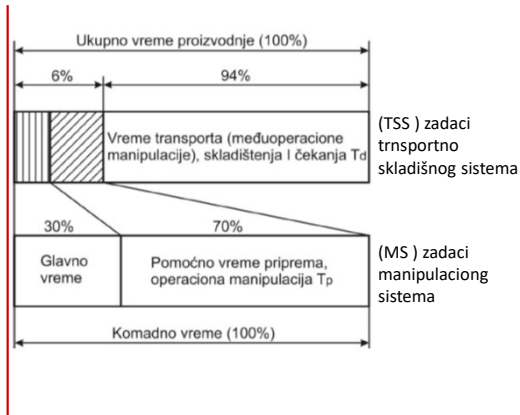 Ukupno vreme proizvodnje (100%)
6%
94%
Vreme transporta (međuoperacione
manipulacije), skladištenja I čekanja Td
(TSS ) zadaci
trnsportno
skladišnog sistema
30%
70%
Glavno
vreme
Pomoćno vreme priprema,
operaciona manipulacija Tp
(MS ) zadaci
manipulaciong
sistema
Komadno vreme (100%)